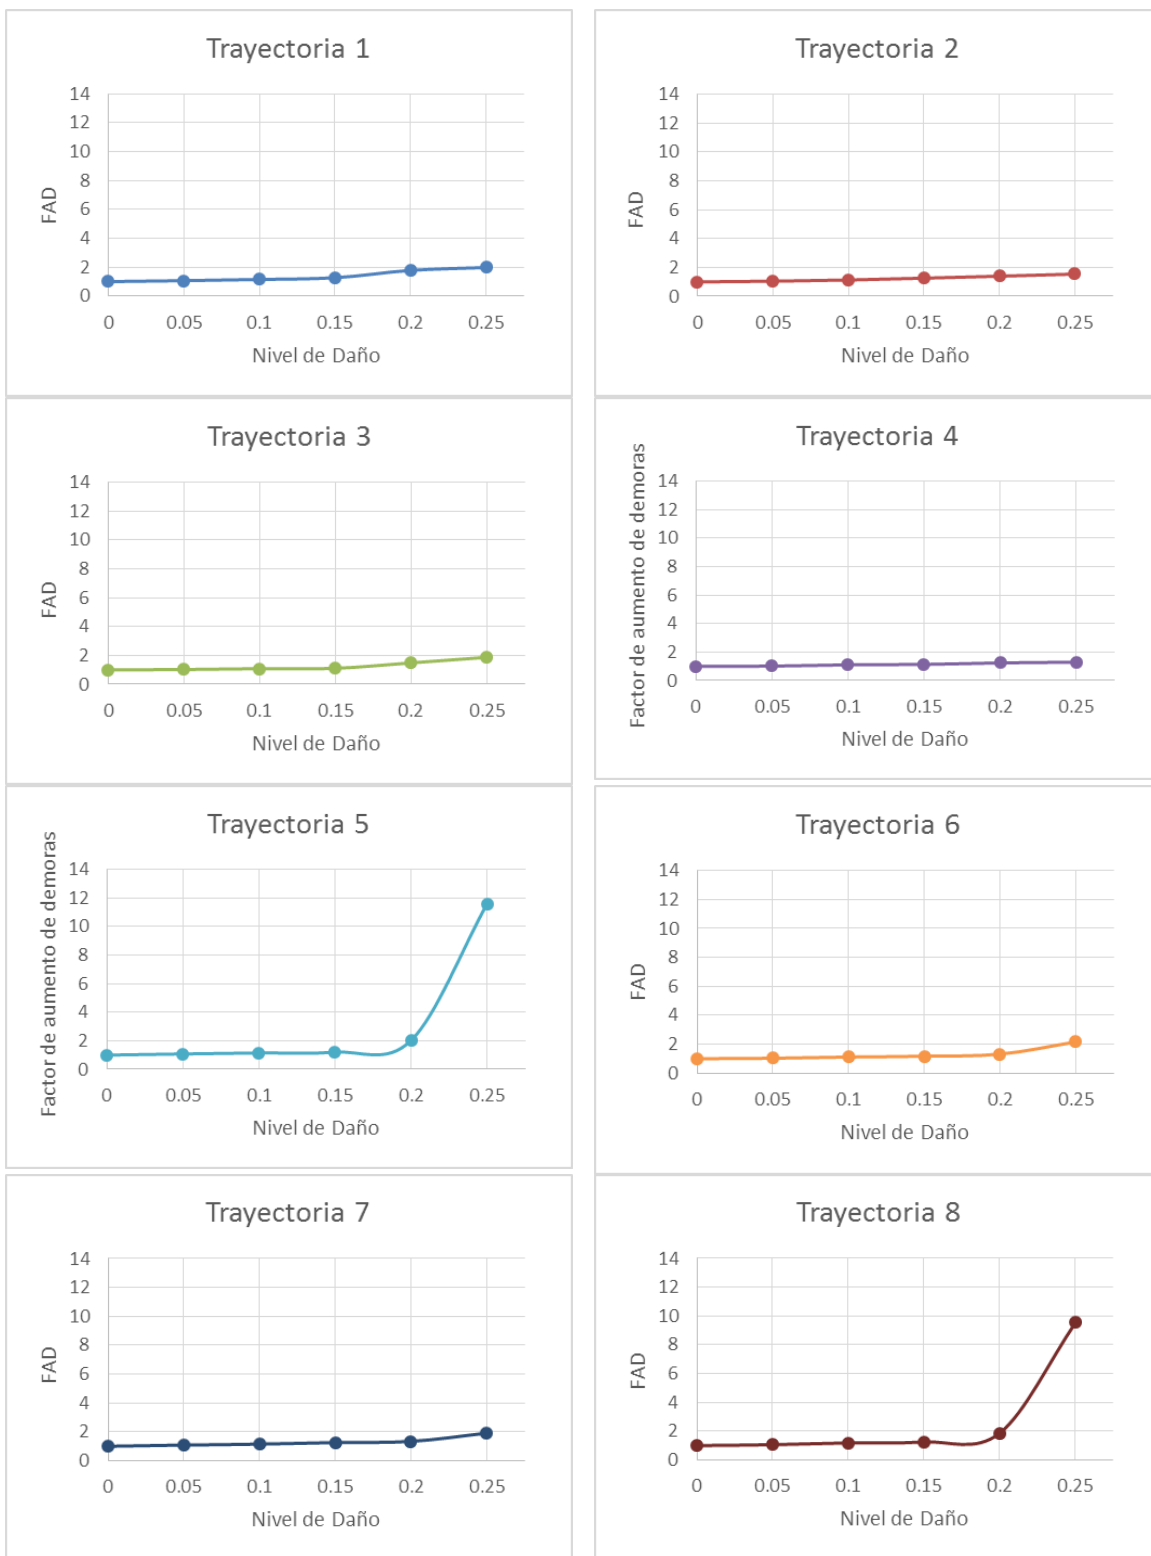 Trayectoria 1
14
12
10
8
6
4
2
0
FAD
0 0.05 0.1 0.15 0.2 0.25
Nivel de Daño
Trayectoria 2
14
12
10
8
6
4
2
0
FAD
0 0.05 0.1 0.15 0.2 0.25
Nivel de Daño
Trayectoria 3
14
12
10
8
6
4
2
0
FAD
0 0.05 0.1 0.15 0.2 0.25
Nivel de Daño
Trayectoria 4
14
12
10
8
6
4
2
0
Factor de aumento de demoras
0 0.05 0.1 0.15 0.2 0.25
Nivel de Daño
Trayectoria 5
14
12
10
8
6
4
2
0
Factor de aumento de demoras
0 0.05 0.1 0.15 0.2 0.25
Nivel de Daño
Trayectoria 6
14
12
10
8
6
4
2
0
FAD
0 0.05 0.1 0.15 0.2 0.25
Nivel de Daño
Trayectoria 7
14
12
10
8
6
4
2
0
FAD
0 0.05 0.1 0.15 0.2 0.25
Nivel de Daño
Trayectoria 8
14
12
10
8
6
4
2
0
FAD
0 0.05 0.1 0.15 0.2 0.25
Nivel de Daño